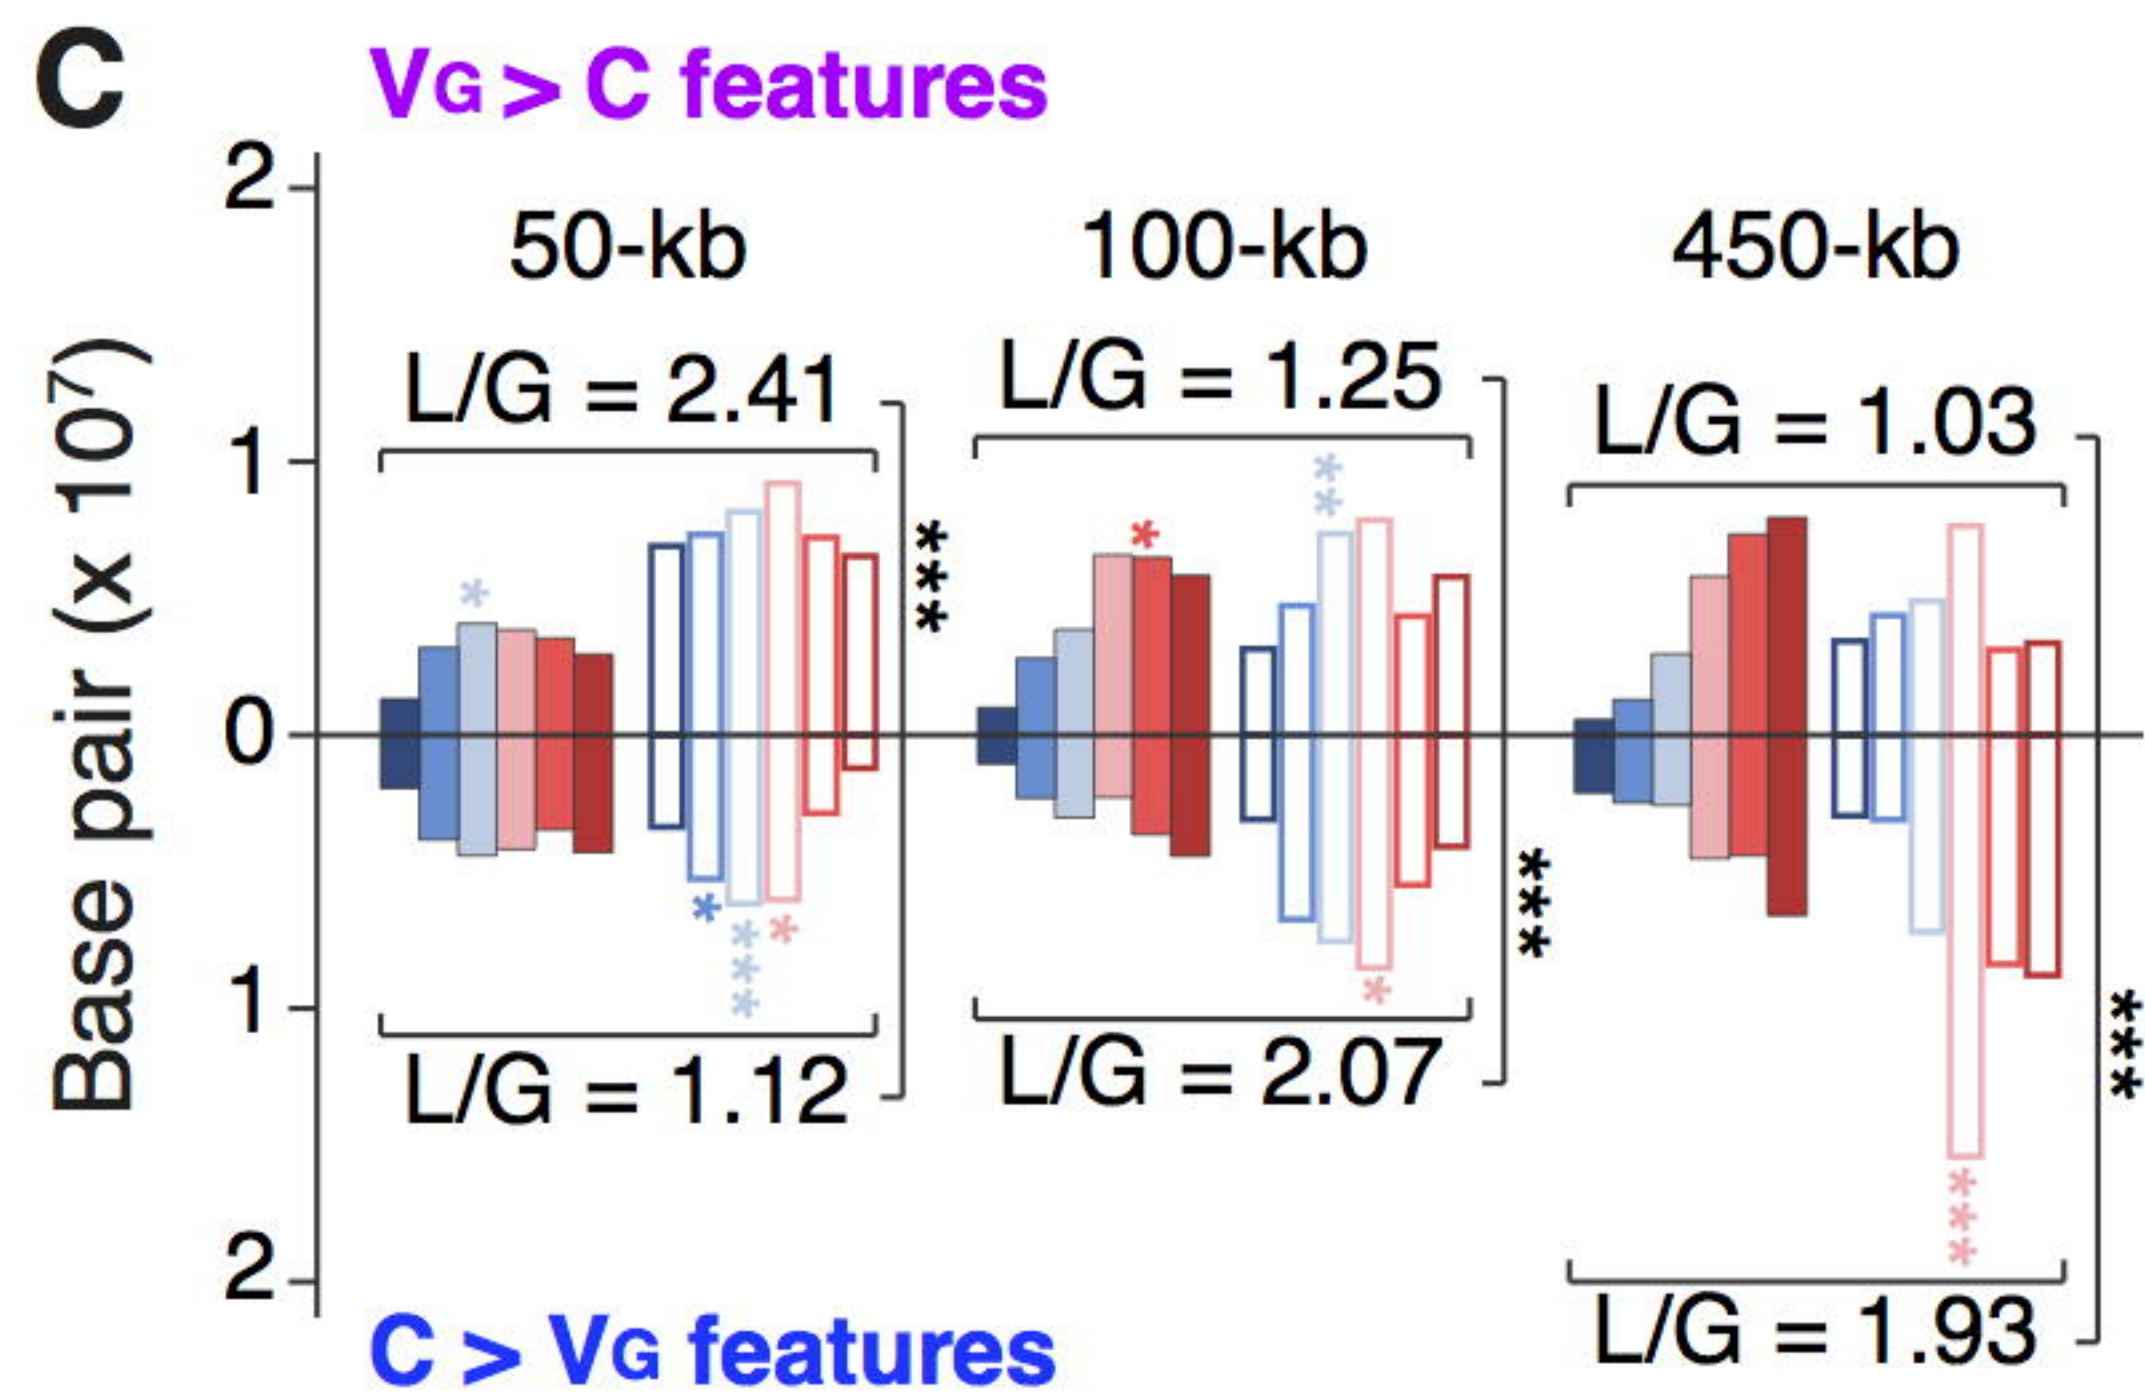 C
VG > C features
2
1
0
1
2
Base pair (x 10⁷)
50-kb
100-kb
450-kb
L/G = 2.41
L/G = 1.25
L/G = 1.03
*
*
**
***
*
***
*
*
***
***
***
L/G = 1.12
L/G = 2.07
L/G = 1.93
C > VG features